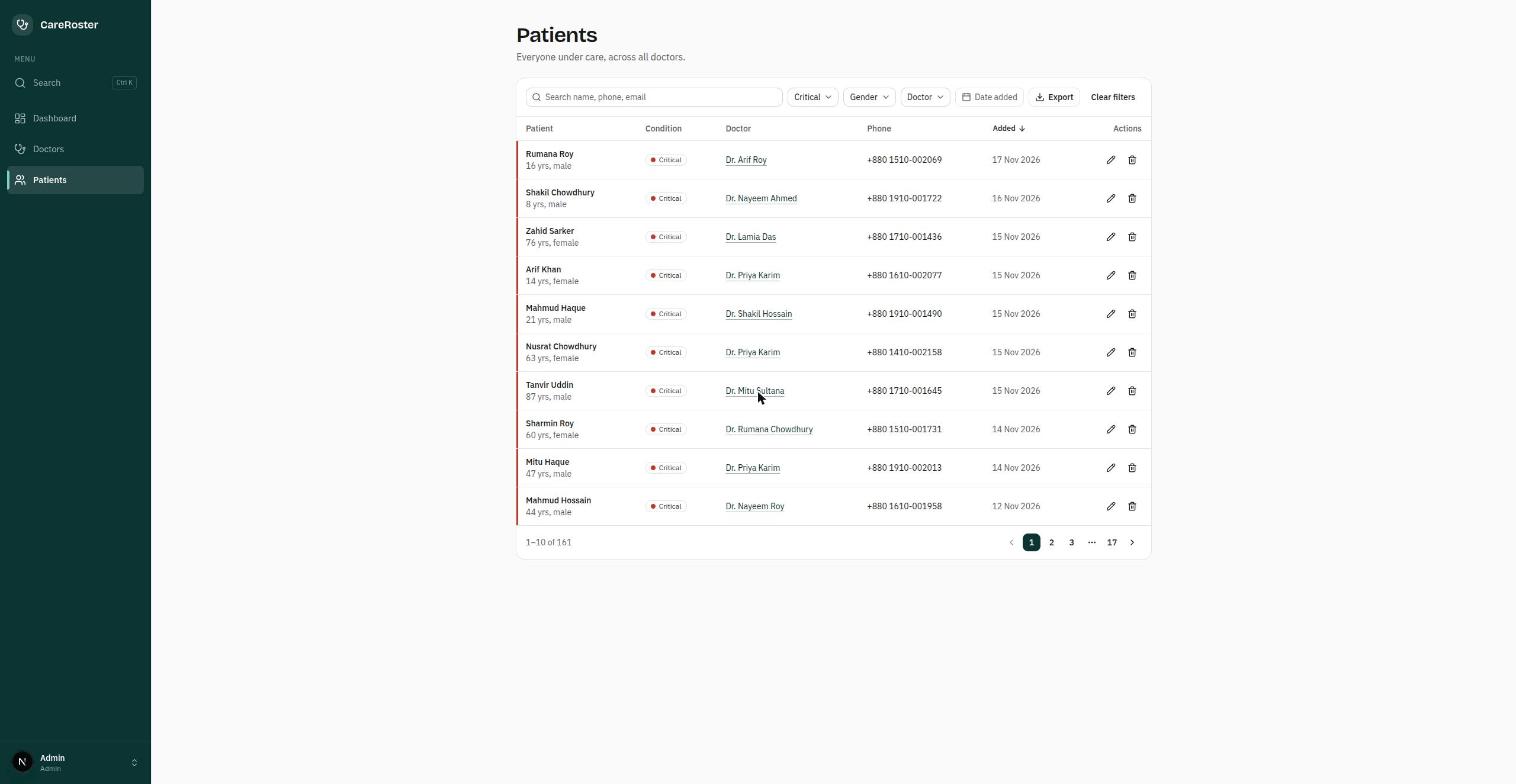 CareRoster
MENU
Search Ctrl K
Dashboard
Doctors
Patients
N
Admin
Admin
Patients
Everyone under care, across all doctors.
Search name, phone, email Critical Gender Doctor Date added Export Clear filters
Patient Condition Doctor Phone Added Actions
Rumana Roy
16 yrs, male Critical Dr. Arif Roy +880 1510-002069 17 Nov 2026
Shakil Chowdhury
8 yrs, male Critical Dr. Nayeem Ahmed +880 1910-001722 16 Nov 2026
Zahid Sarker
76 yrs, female Critical Dr. Lamia Das +880 1710-001436 15 Nov 2026
Arif Khan
14 yrs, female Critical Dr. Priya Karim +880 1610-002077 15 Nov 2026
Mahmud Haque
21 yrs, male Critical Dr. Shakil Hossain +880 1910-001490 15 Nov 2026
Nusrat Chowdhury
63 yrs, female Critical Dr. Priya Karim +880 1410-002158 15 Nov 2026
Tanvir Uddin
87 yrs, male Critical Dr. Mitu Sultana +880 1710-001645 15 Nov 2026
Sharmin Roy
60 yrs, female Critical Dr. Rumana Chowdhury +880 1510-001731 14 Nov 2026
Mitu Haque
47 yrs, male Critical Dr. Priya Karim +880 1910-002013 14 Nov 2026
Mahmud Hossain
44 yrs, male Critical Dr. Nayeem Roy +880 1610-001958 12 Nov 2026
1–10 of 161 1 2 3 ··· 17